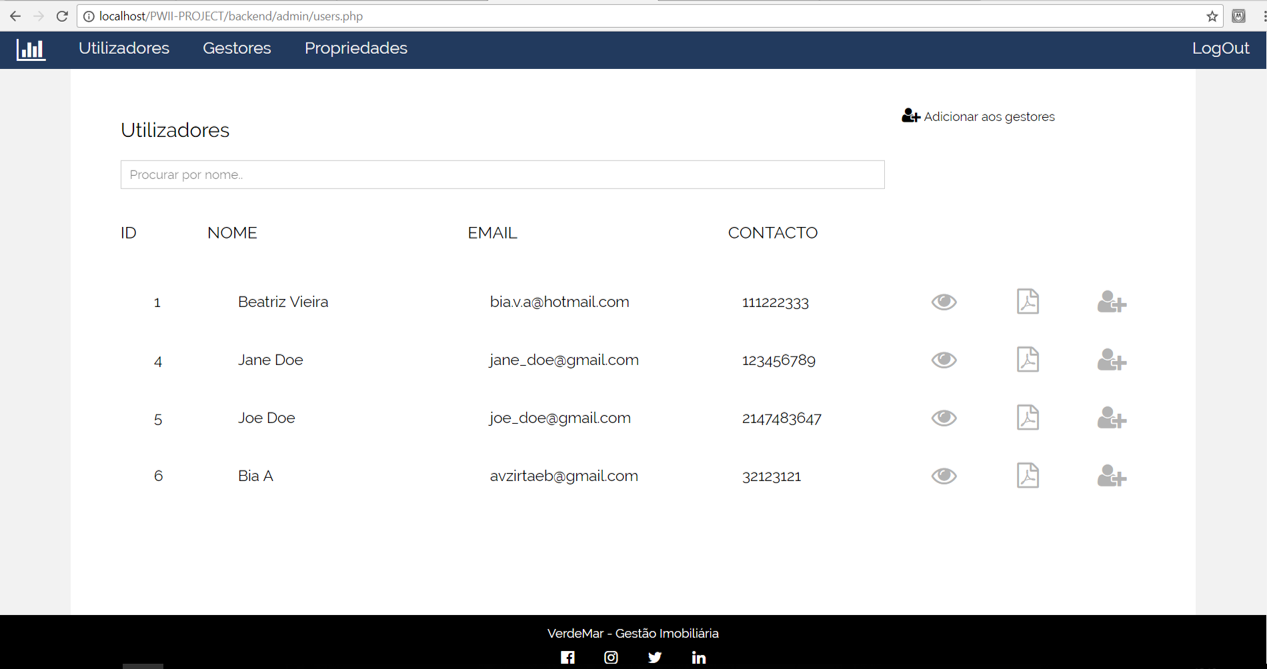 localhost/PWII-PROJECT/backend/admin/users.php
Utilizadores Gestores Propriedades LogOut
Adicionar aos gestores
Utilizadores
Procurar por nome..
ID NOME EMAIL CONTACTO
1 Beatriz Vieira bia.v.a@hotmail.com 111222333
4 Jane Doe jane_doe@gmail.com 123456789
5 Joe Doe joe_doe@gmail.com 2147483647
6 Bia A avzirtaeb@gmail.com 32123121
VerdeMar - Gestão Imobiliária